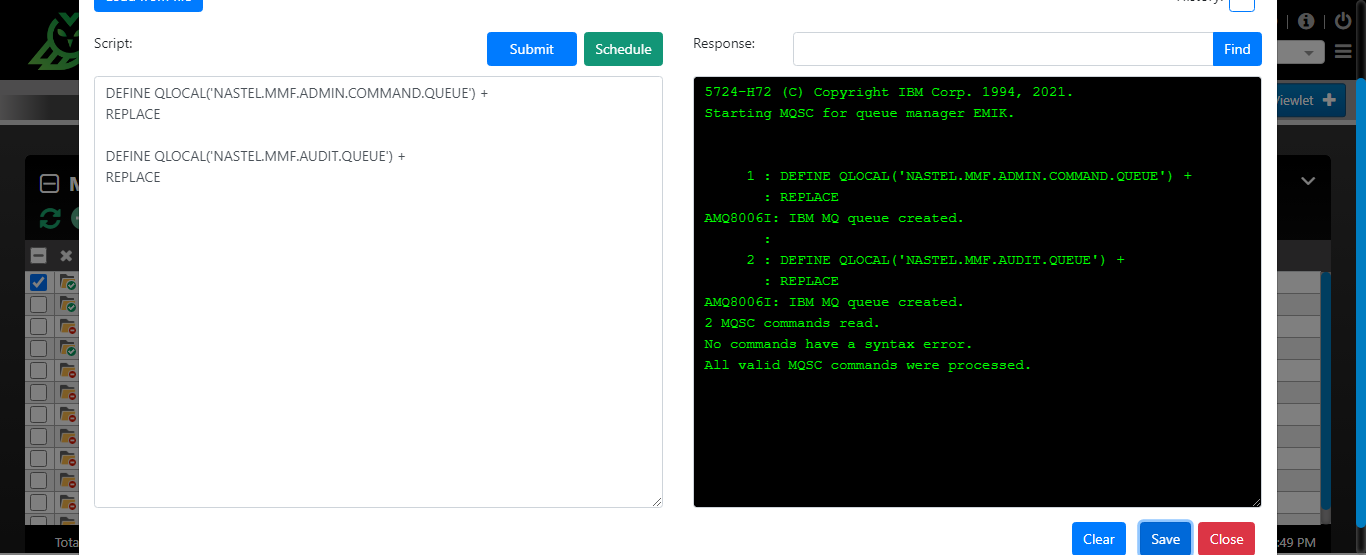 Script:
Submit
Schedule
Response:
Find
DEFINE QLOCAL('NASTEL.MMF.ADMIN.COMMAND.QUEUE') +
REPLACE
DEFINE QLOCAL('NASTEL.MMF.AUDIT.QUEUE') +
REPLACE
5724-H72 (C) Copyright IBM Corp. 1994, 2021.
Starting MQSC for queue manager EMIK.
1 : DEFINE QLOCAL('NASTEL.MMF.ADMIN.COMMAND.QUEUE') +
: REPLACE
AMQ8006I: IBM MQ queue created.
:
2 : DEFINE QLOCAL('NASTEL.MMF.AUDIT.QUEUE') +
: REPLACE
AMQ8006I: IBM MQ queue created.
2 MQSC commands read.
No commands have a syntax error.
All valid MQSC commands were processed.
Viewlet
Tota
:49 PM
Clear
Save
Close